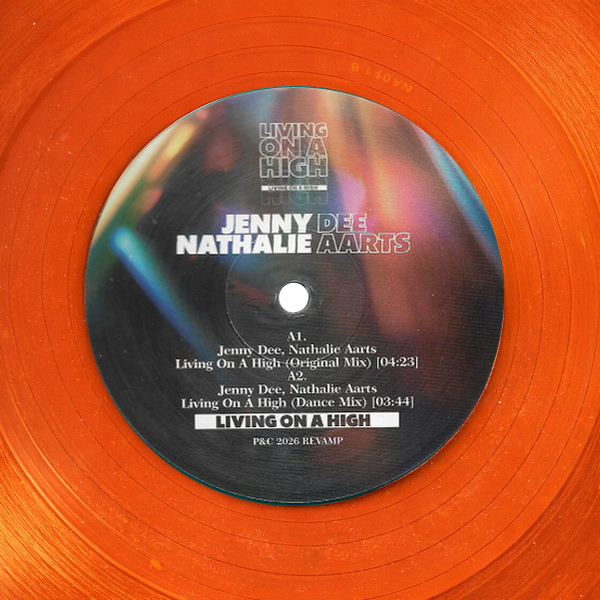 LIVING
ON A
HIGH
LIVING ON A HIGH
HIGH
JENNY DEE
NATHALIE AARTS
A1.
Jenny Dee, Nathalie Aarts
Living On A High (Original Mix) [04:23]
A2.
Jenny Dee, Nathalie Aarts
Living On A High (Dance Mix) [03:44]
LIVING ON A HIGH
P&C 2026 REVAMP